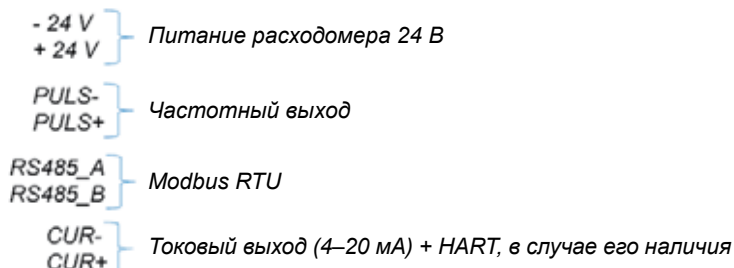 - 24 V
+ 24 V
Питание расходомера 24 В
PULS-
PULS+
Частотный выход
RS485_A
RS485_B
Modbus RTU
CUR-
CUR+
Токовый выход (4–20 мА) + HART, в случае его наличия